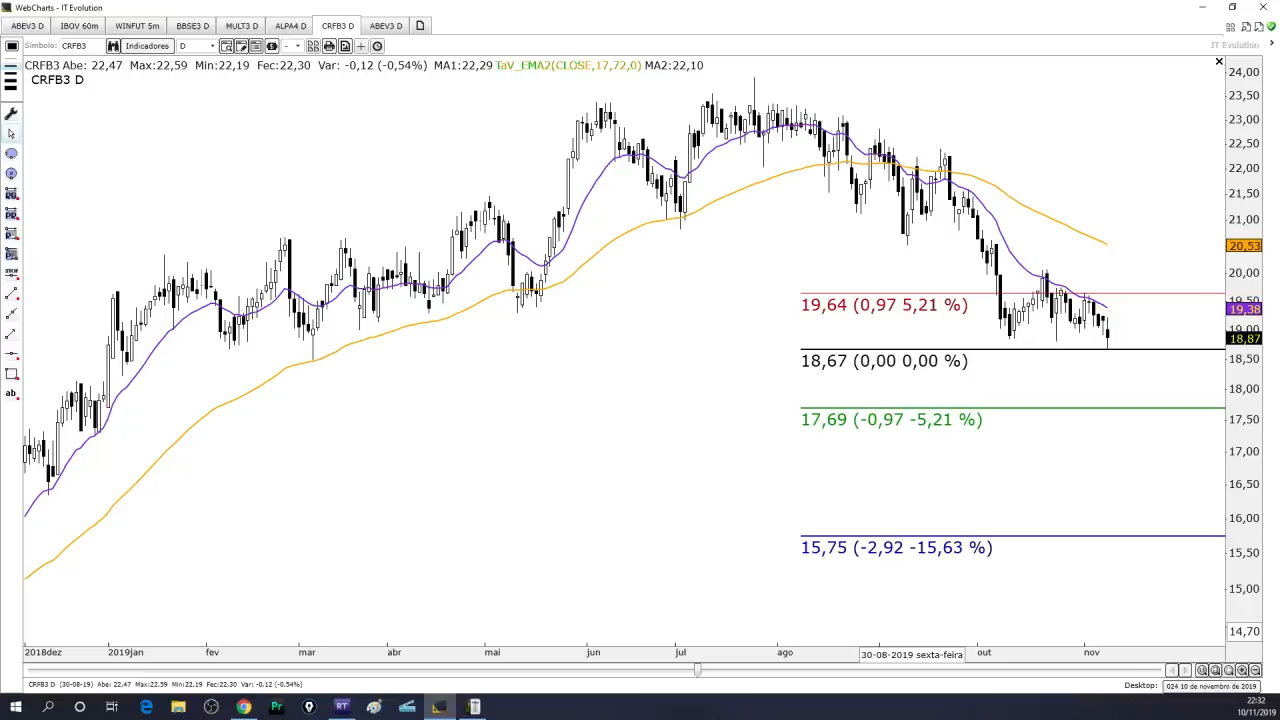 WebCharts - IT Evolution
ABEV3 D IBOV 60m WINFUT 5m BBSE3 D MULT3 D ALPA4 D CRFB3 D ABEV3 D
Símbolo: CRFB3 Indicadores D
IT Evolution
CRFB3 Abe: 22,47 Max:22,59 Min:22,19 Fec:22,30 Var: -0,12 (-0,54%) MA1:22,29 TaV_EMA2(CLOSE,17,72,0) MA2:22,10
CRFB3 D
24,00
23,50
23,00
22,50
22,00
21,50
21,00
20,53
20,00
19,50
19,64 (0,97 5,21 %)
19,38
19,00
18,87
18,67 (0,00 0,00 %)
18,50
18,00
17,69 (-0,97 -5,21 %)
17,50
17,00
16,50
16,00
15,75 (-2,92 -15,63 %)
15,50
15,00
14,70
ab
2018dez 2019jan fev mar abr mai jun jul ago 30-08-2019 sexta-feira out nov
CRFB3 D (30-08-19) Abe: 22,47 Max:22,59 Min:22,19 Fec:22,30 Var: -0,12 (-0,54%)
Desktop: 024 10 de novembro de 2019
22:32
10/11/2019